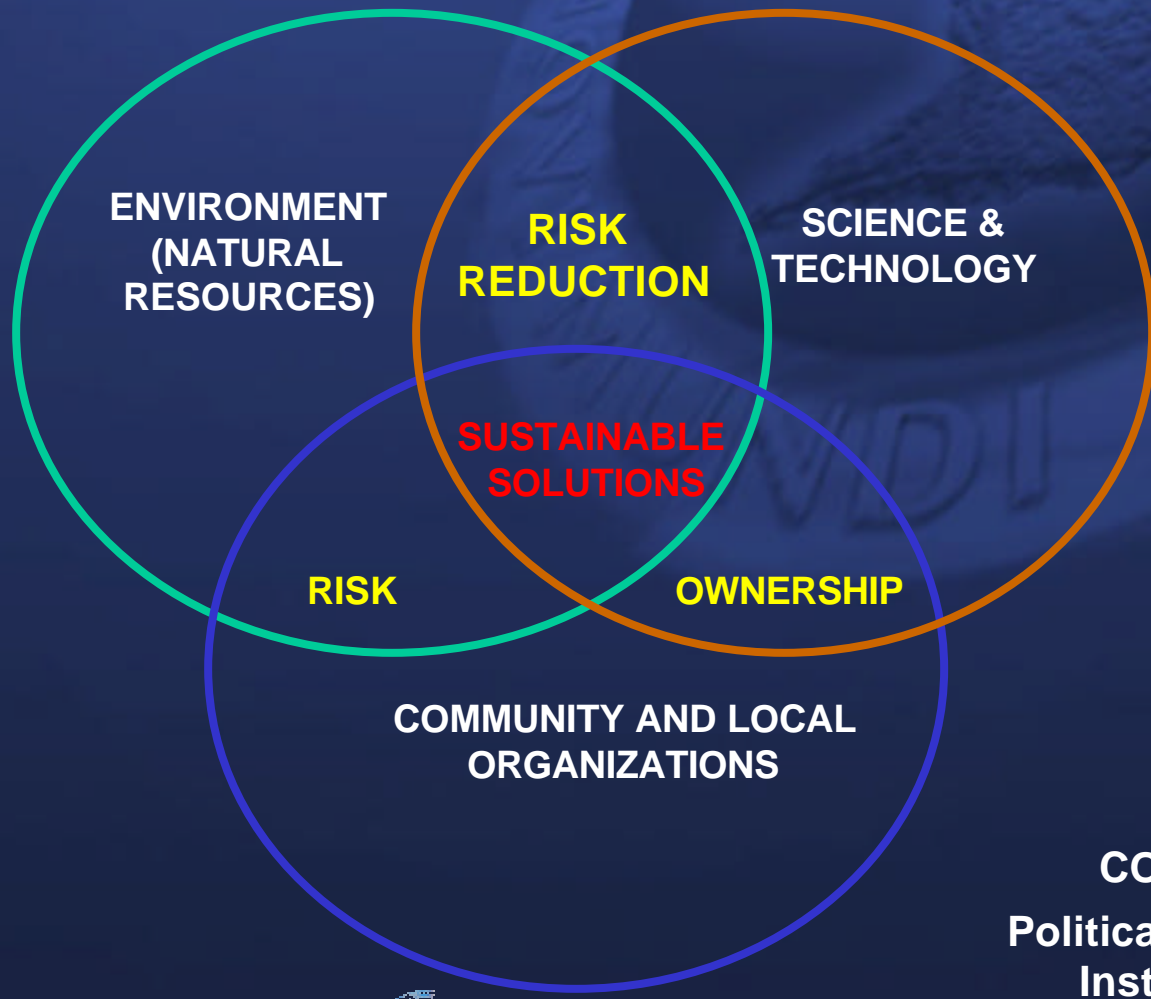 ENVIRONMENT
(NATURAL
RESOURCES)
RISK
REDUCTION
SCIENCE &
TECHNOLOGY
SUSTAINABLE
SOLUTIONS
RISK
OWNERSHIP
COMMUNITY AND LOCAL
ORGANIZATIONS